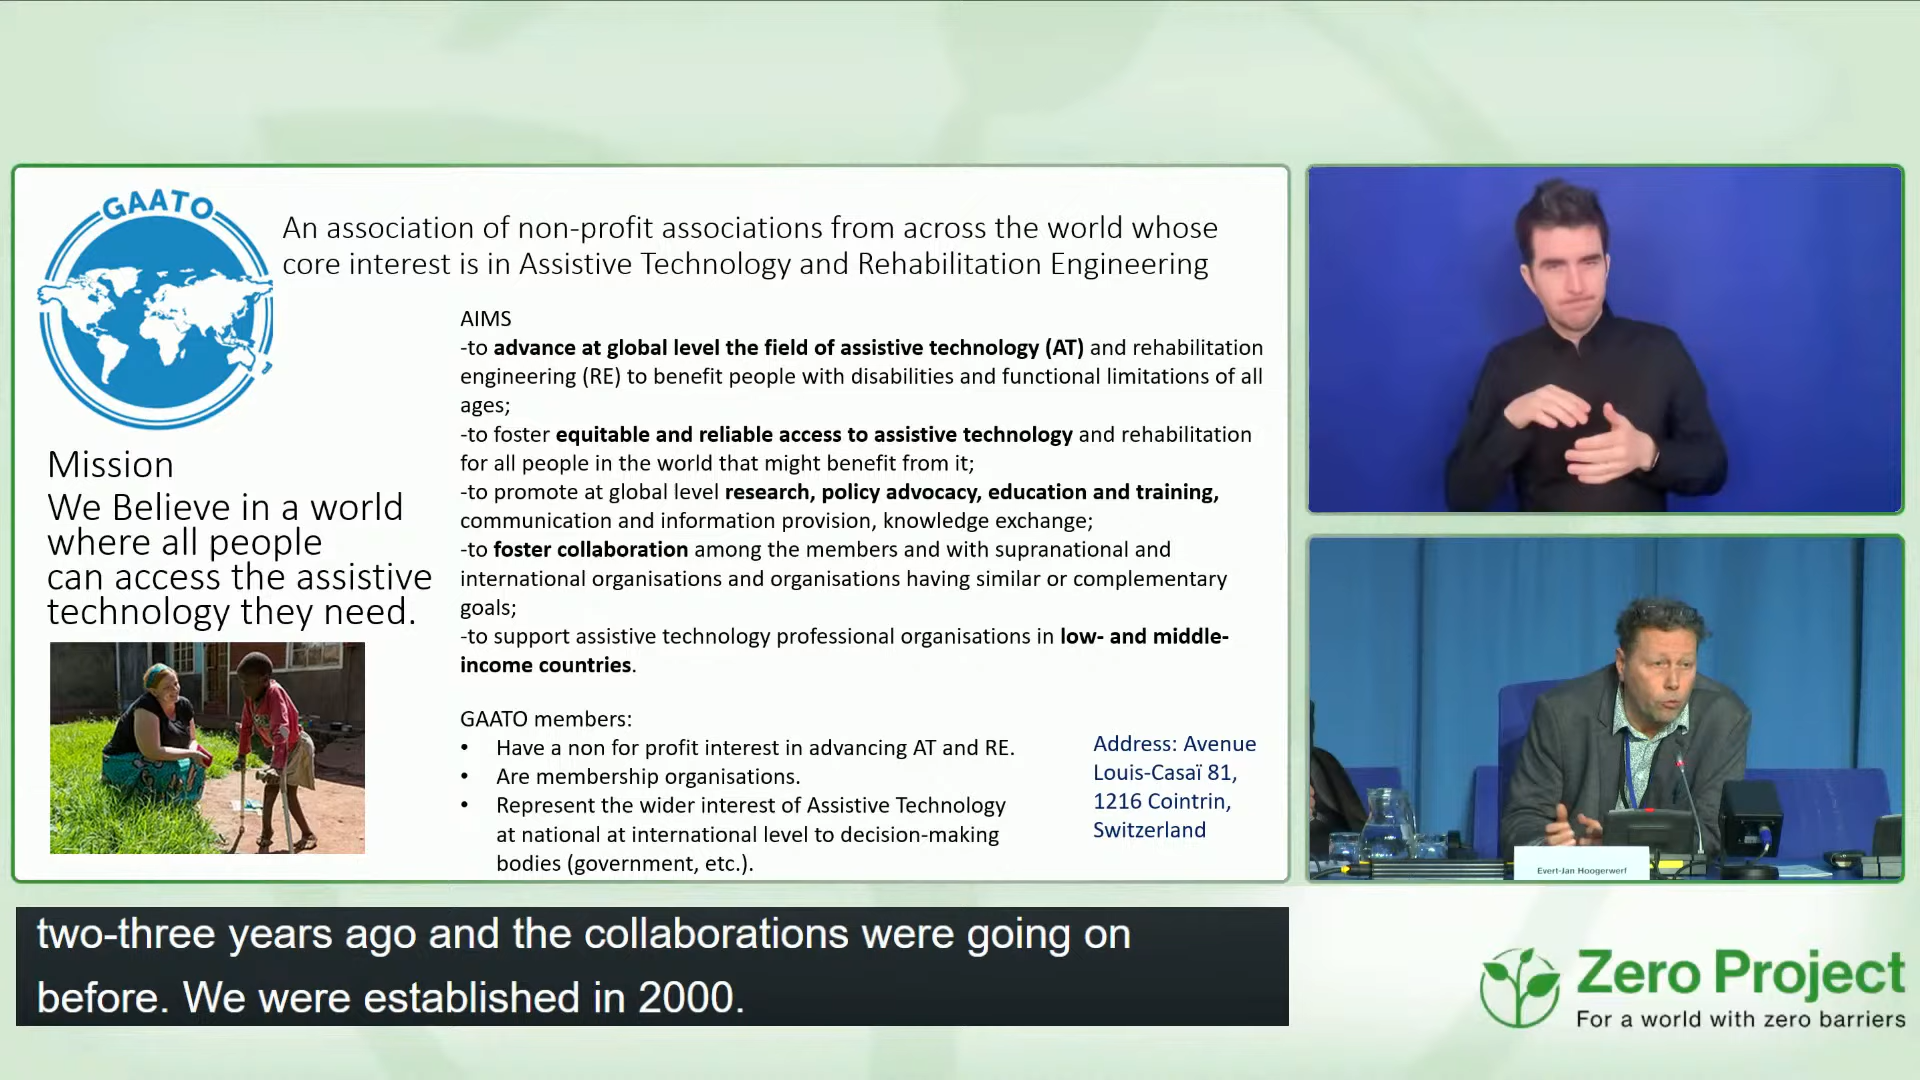 GAATO
An association of non-profit associations from across the world whose
core interest is in Assistive Technology and Rehabilitation Engineering
Mission
We Believe in a world
where all people
can access the assistive
technology they need.
AIMS
-to advance at global level the field of assistive technology (AT) and rehabilitation
engineering (RE) to benefit people with disabilities and functional limitations of all
ages;
-to foster equitable and reliable access to assistive technology and rehabilitation
for all people in the world that might benefit from it;
-to promote at global level research, policy advocacy, education and training,
communication and information provision, knowledge exchange;
-to foster collaboration among the members and with supranational and
international organisations and organisations having similar or complementary
goals;
-to support assistive technology professional organisations in low- and middle-
income countries.
GAATO members:
• Have a non for profit interest in advancing AT and RE.
• Are membership organisations.
• Represent the wider interest of Assistive Technology
at national at international level to decision-making
bodies (government, etc.).
Address: Avenue
Louis-Casaï 81,
1216 Cointrin,
Switzerland
Evert-Jan Hoogerwerf
two-three years ago and the collaborations were going on
before. We were established in 2000.
Zero Project
For a world with zero barriers